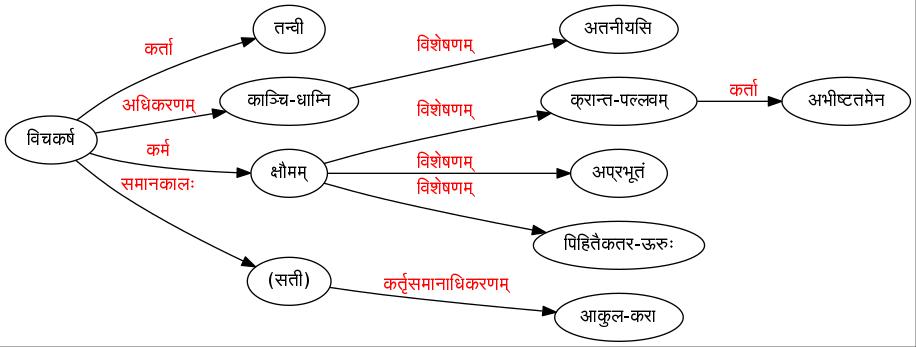 तन्वी
कर्ता
विशेषणम्
अतनीयसि
अधिकरणम्
काञ्चि-धाम्नि
विशेषणम्
क्रान्त-पल्लवम्
कर्ता
अभीष्टतमेन
विचकर्ष
कर्म
क्षौमम्
विशेषणम्
अप्रभूतं
समानकालः
विशेषणम्
पिहितैकतर-ऊरुः
(सती)
कर्तृसमानाधिकरणम्
आकुल-करा